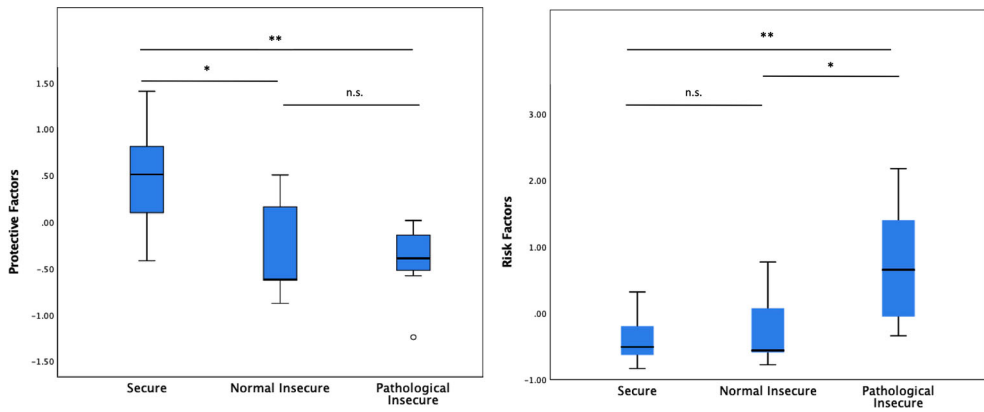 **
*
n.s.
1.50
1.00
.50
.00
-.50
-1.00
-1.50
Protective Factors
Secure
Normal Insecure
Pathological
Insecure
**
*
n.s.
3.00
2.00
1.00
.00
-1.00
Risk Factors
Secure
Normal Insecure
Pathological
Insecure